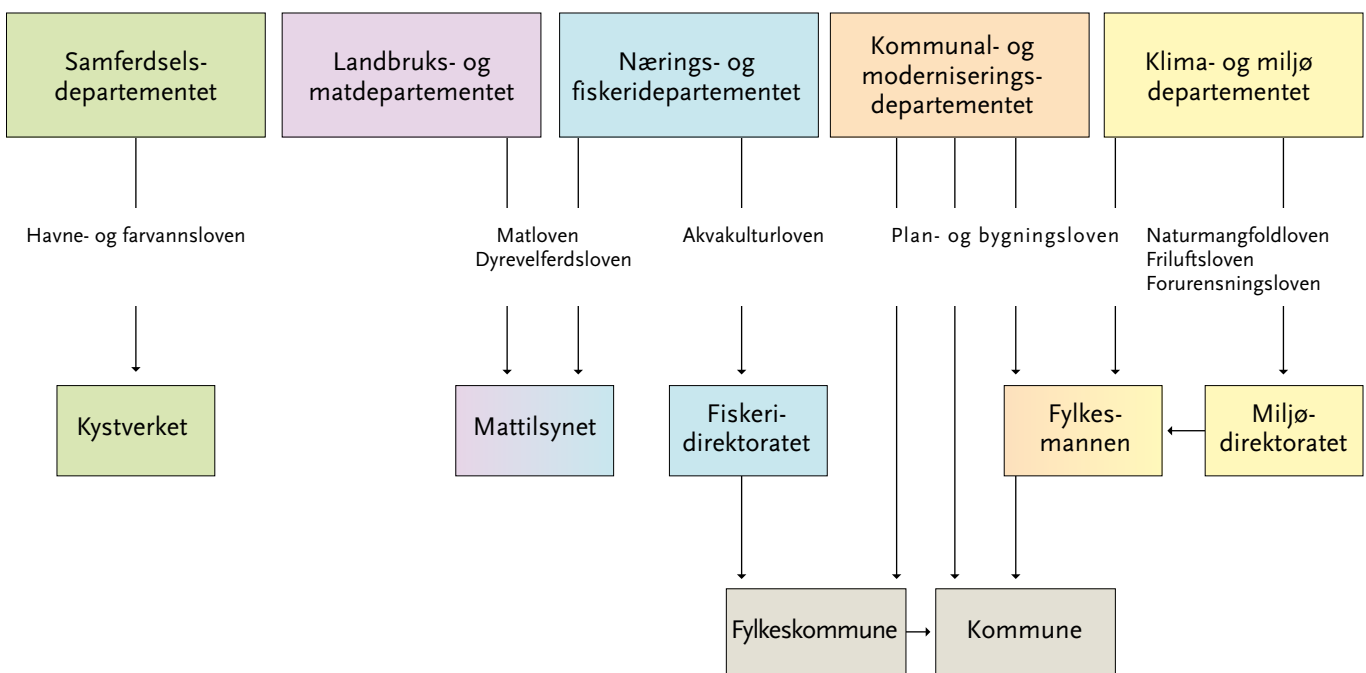 Samferdsels-
departementet
Landbruks- og
matdepartementet
Nærings- og
fiskeridepartementet
Kommunal- og
moderniserings-
departementet
Klima- og miljø
departementet
Havne- og farvannsloven
Matloven
Dyrevelferdsloven
Akvakulturloven
Plan- og bygningsloven
Naturmangfoldloven
Friluftsloven
Forurensningsloven
Kystverket
Mattilsynet
Fiskeri-
direktoratet
Fylkes-
mannen
Miljø-
direktoratet
Fylkeskommune
Kommune